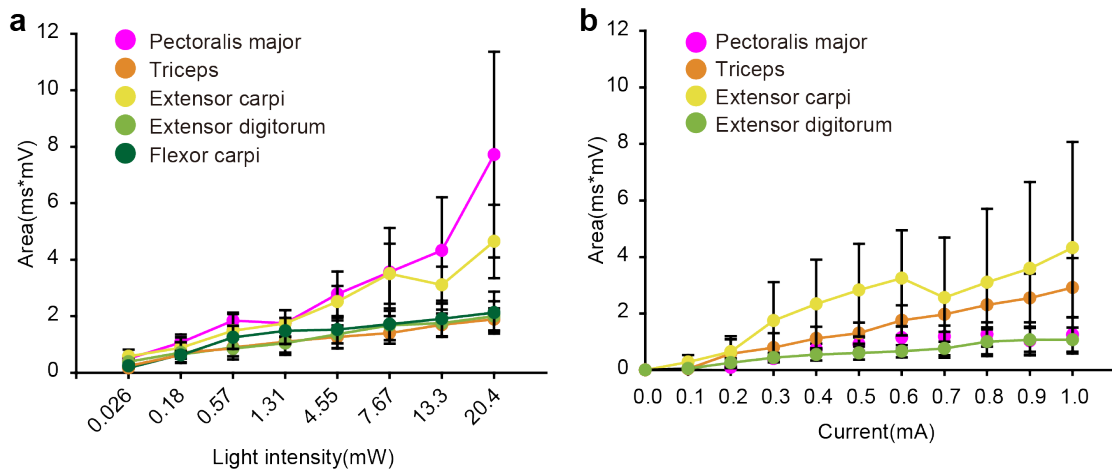 a
12
10
8
6
4
2
0
Area(ms*mV)
Pectoralis major
Triceps
Extensor carpi
Extensor digitorum
Flexor carpi
0.026 0.18 0.57 1.31 4.55 7.67 13.3 20.4
Light intensity(mW)
b
12
10
8
6
4
2
0
Area(ms*mV)
Pectoralis major
Triceps
Extensor carpi
Extensor digitorum
0.0 0.1 0.2 0.3 0.4 0.5 0.6 0.7 0.8 0.9 1.0
Current(mA)